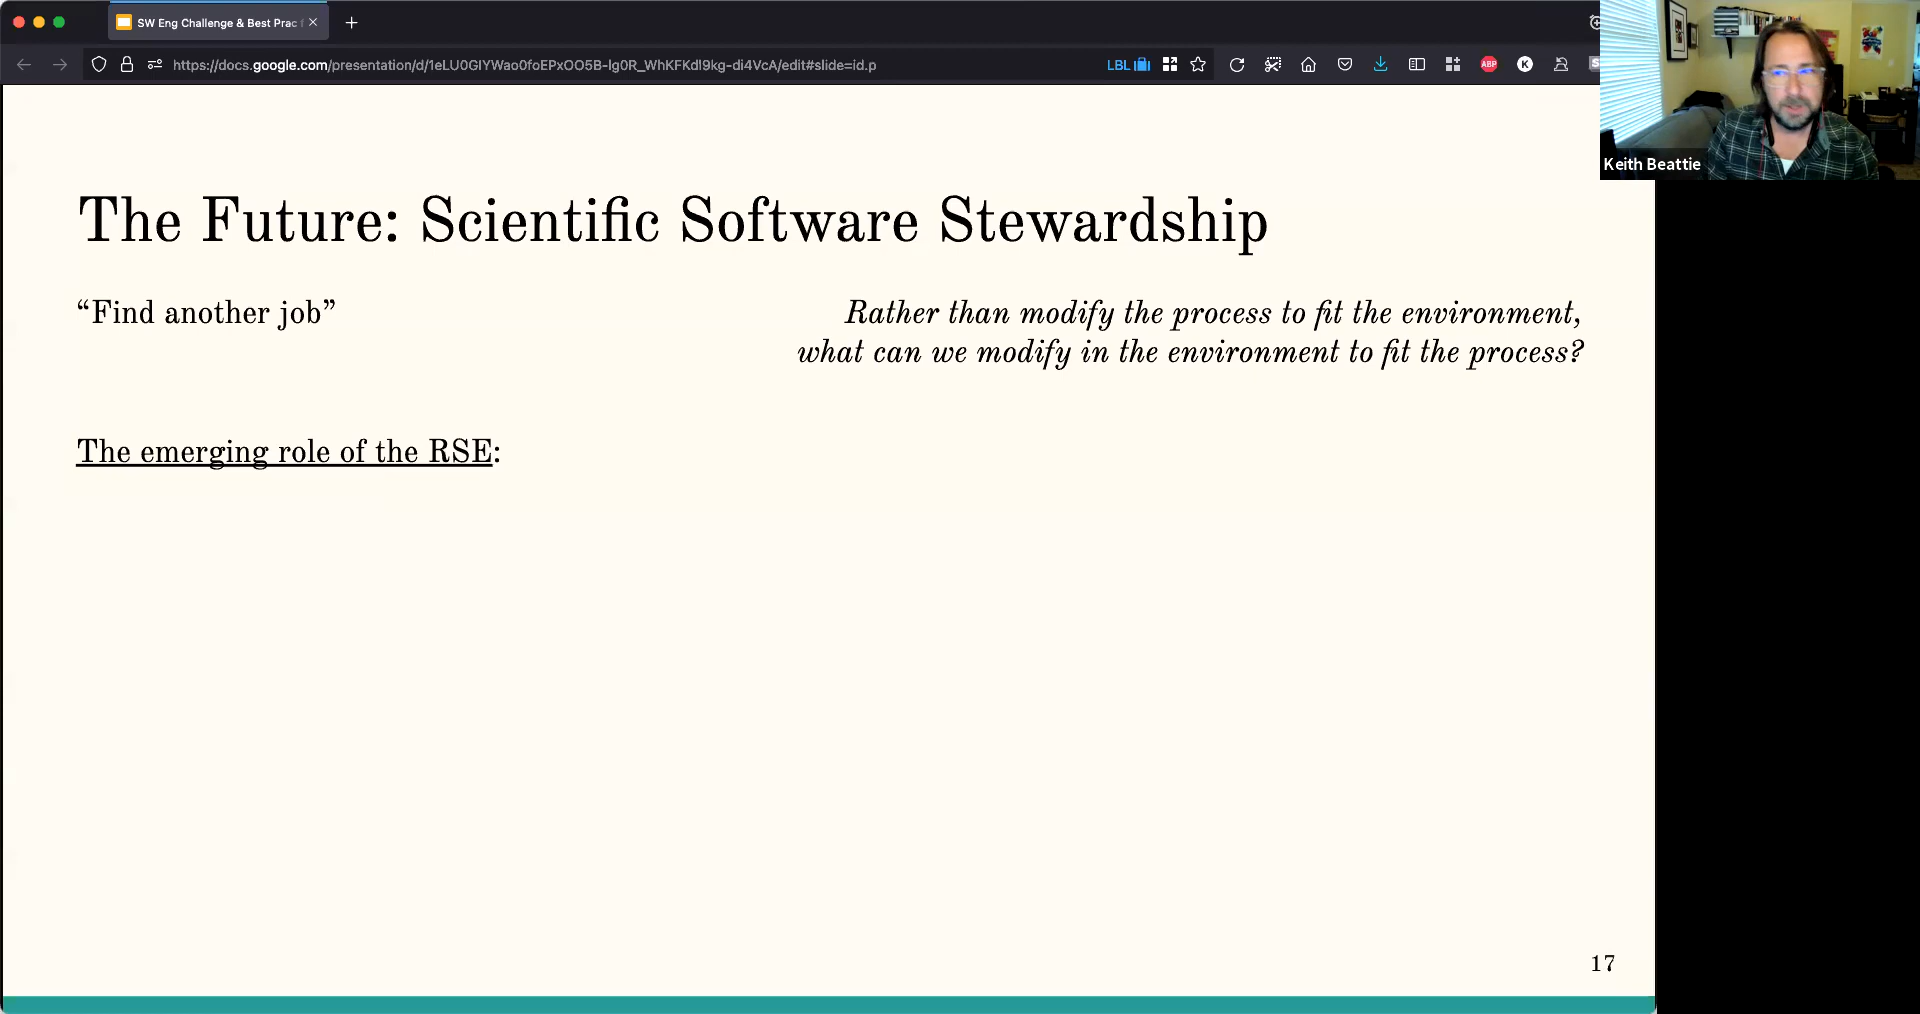 SW Eng Challenge & Best Prac
https://docs.google.com/presentation/d/1eLU0GIYWao0foEPxOO5B-Ig0R_WhKFKdl9kg-di4VcA/edit#slide=id.p
LBL
ABP
K
S
Keith Beattie
The Future: Scientific Software Stewardship
“Find another job”
Rather than modify the process to fit the environment,
what can we modify in the environment to fit the process?
The emerging role of the RSE:
17